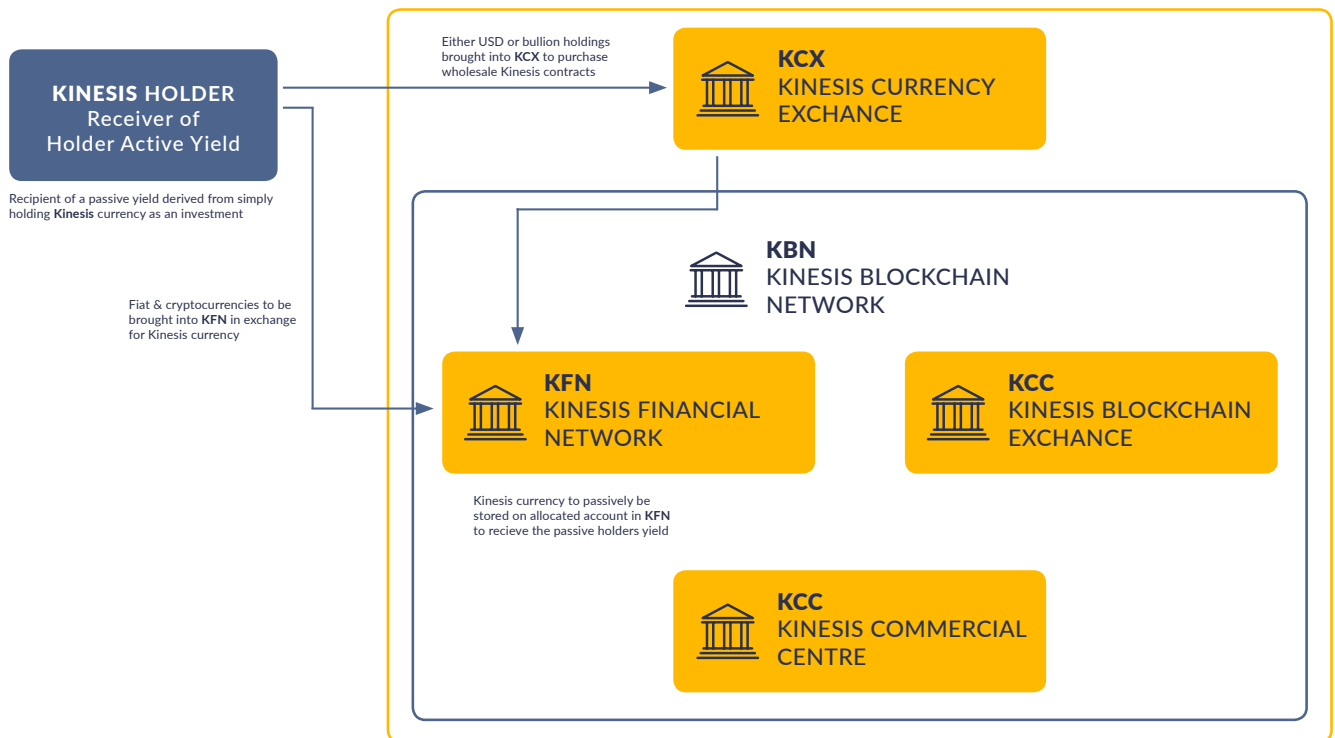 KINESIS HOLDER
Receiver of
Holder Active Yield
Recipient of a passive yield derived from simply
holding Kinesis currency as an investment
Either USD or bullion holdings
brought into KCX to purchase
wholesale Kinesis contracts
KCX
KINESIS CURRENCY
EXCHANGE
KBN
KINESIS BLOCKCHAIN
NETWORK
Fiat & cryptocurrencies to be
brought into KFN in exchange
for Kinesis currency
KFN
KINESIS FINANCIAL
NETWORK
KCC
KINESIS BLOCKCHAIN
EXCHANCE
Kinesis currency to passively be
stored on allocated account in KFN
to recieve the passive holders yield
KCC
KINESIS COMMERCIAL
CENTRE